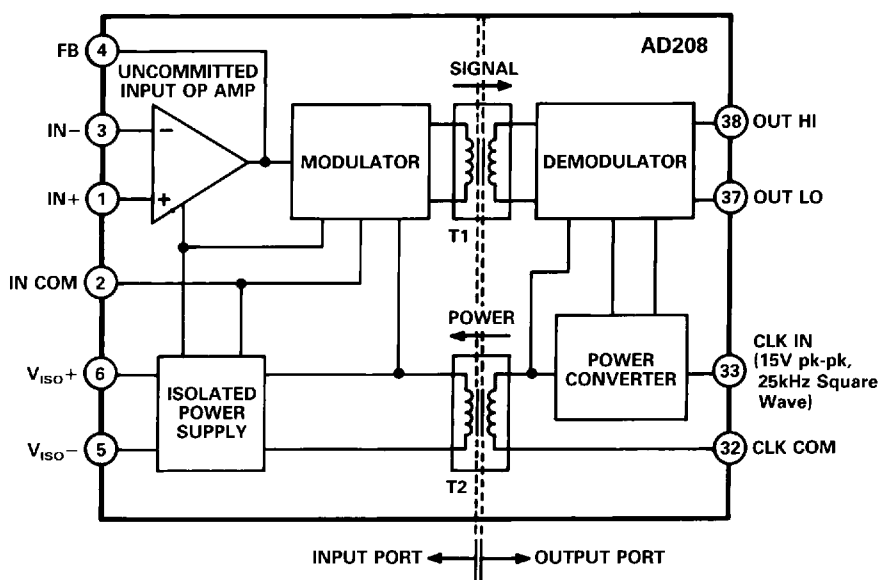 AD208
FB
4
UNCOMMITTED
INPUT OP AMP
SIGNAL
IN−
3
−
MODULATOR
DEMODULATOR
38
OUT HI
IN+
1
+
37
OUT LO
T1
IN COM
2
POWER
CLK IN
(15V pk-pk,
25kHz Square
Wave)
VISO+
6
ISOLATED
POWER
SUPPLY
POWER
CONVERTER
33
VISO−
5
32
CLK COM
T2
INPUT PORT
OUTPUT PORT